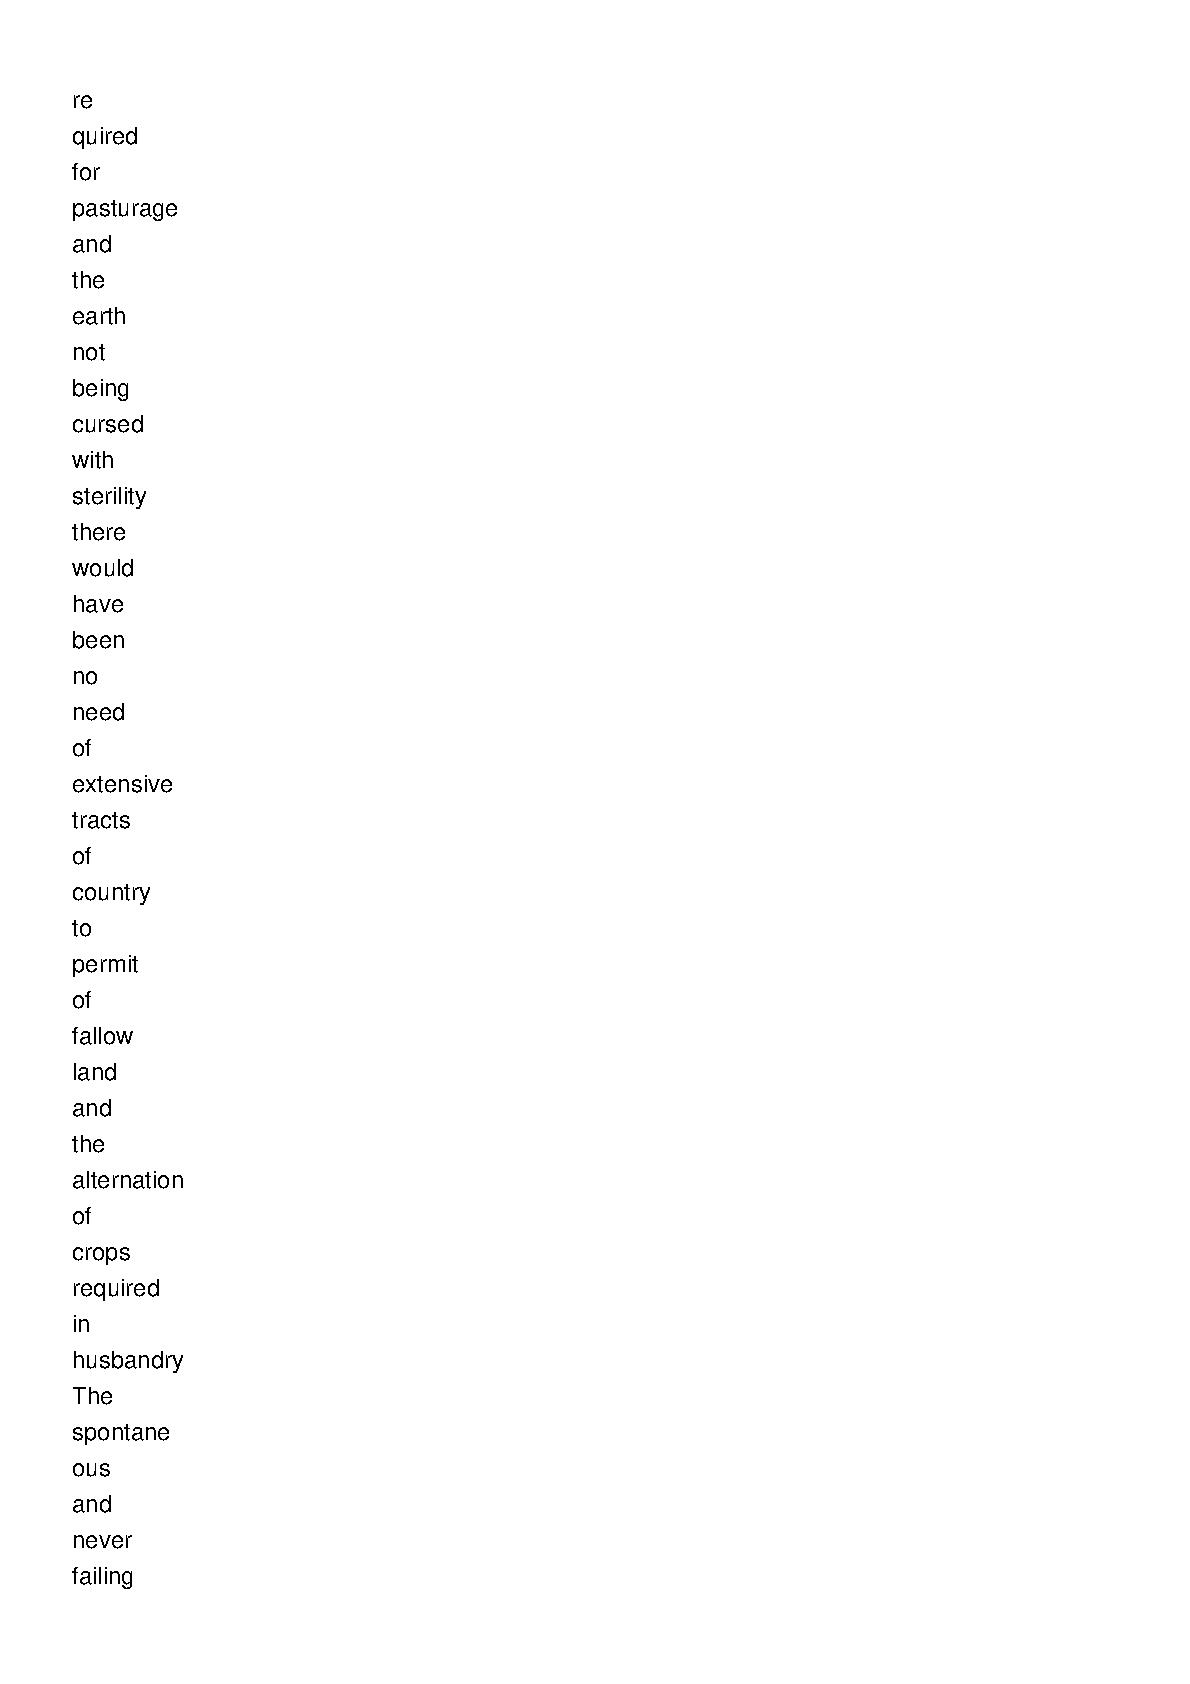 re
quired
for
pasturage
and
the
earth
not
being
cursed
with
sterility
there
would
have
been
no
need
of
extensive
tracts
of
country
to
permit
of
fallow
land
and
the
alternation
of
crops
required
in
husbandry
The
spontane
ous
and
never
failing